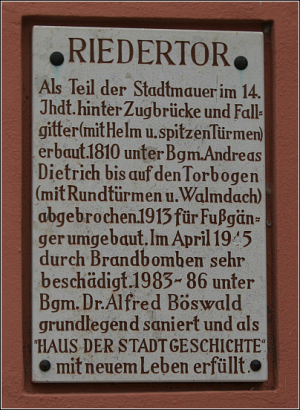 RIEDERTOR
Als Teil der Stadtmauer im 14.
Jhdt. hinter Zugbrücke und Fall-
gitter (mit Helm u. spitzen Türmen)
erbaut. 1810 unter Bgm. Andreas
Dietrich bis auf den Torbogen
(mit Rundtürmen u. Walmdach)
abgebrochen. 1913 für Fußgän-
ger umgebaut. Im April 1945
durch Brandbomben sehr
beschädigt. 1983-86 unter
Bgm. Dr. Alfred Böswald
grundlegend saniert und als
"HAUS DER STADTGESCHICHTE"
mit neuem Leben erfüllt.